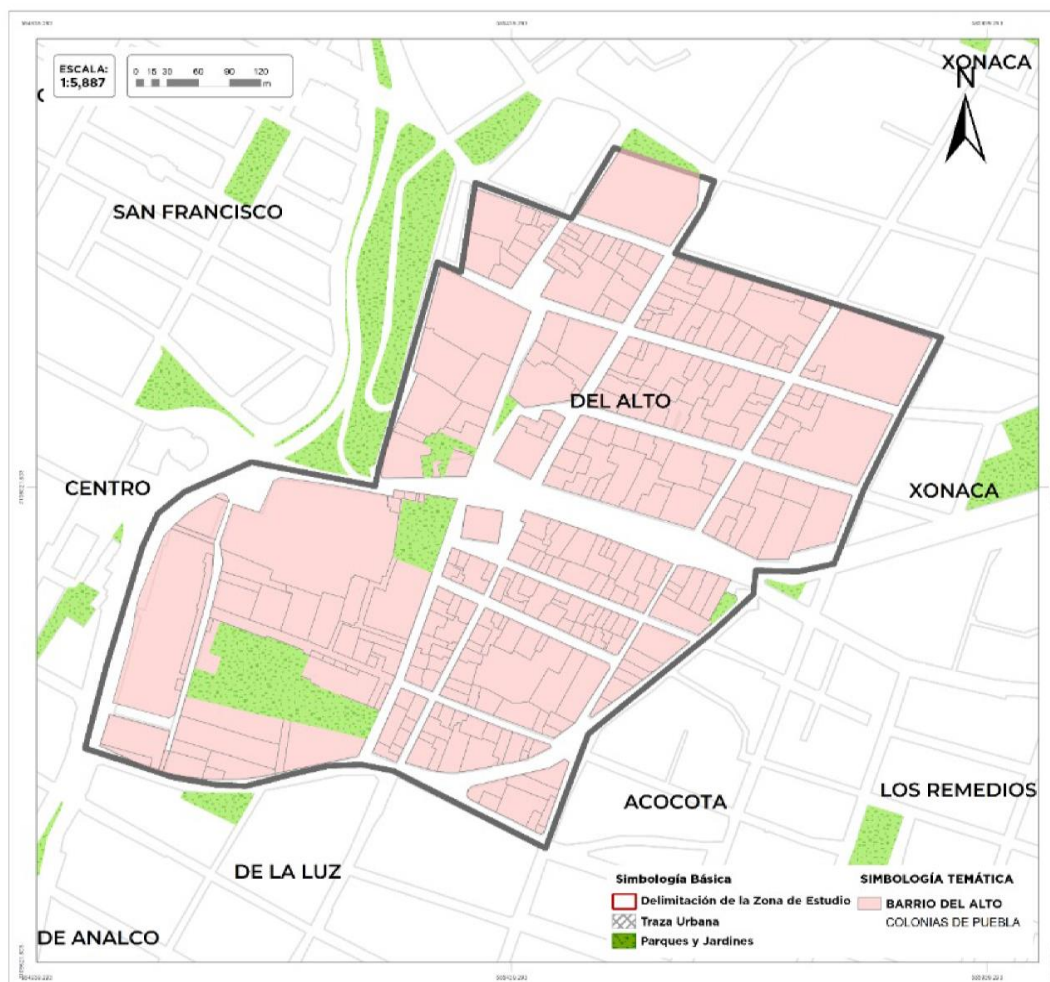 ESCALA:
1:5,887
0 15 30 60 90 120
m
XONACA
N
SAN FRANCISCO
DEL ALTO
CENTRO
XONACA
ACOCOTA
LOS REMEDIOS
DE LA LUZ
DE ANALCO
Simbología Básica
Delimitación de la Zona de Estudio
Traza Urbana
Parques y Jardines
SIMBOLOGÍA TEMÁTICA
BARRIO DEL ALTO
COLONIAS DE PUEBLA